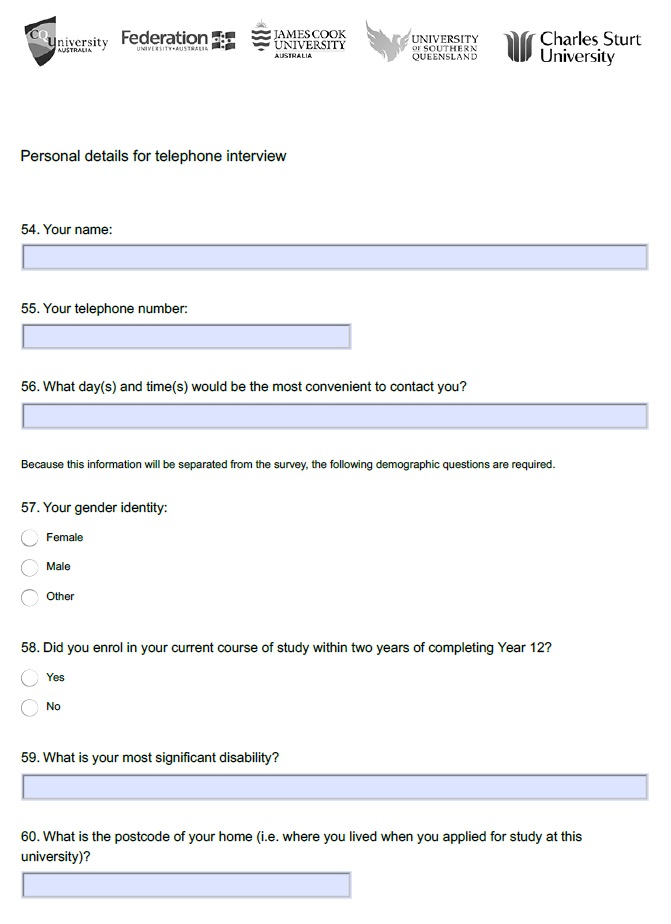 CQUniversity
AUSTRALIA
Federation
UNIVERSITY • AUSTRALIA
JAMES COOK
UNIVERSITY
AUSTRALIA
UNIVERSITY
OF SOUTHERN
QUEENSLAND
Charles Sturt
University
Personal details for telephone interview
54. Your name:
55. Your telephone number:
56. What day(s) and time(s) would be the most convenient to contact you?
Because this information will be separated from the survey, the following demographic questions are required.
57. Your gender identity:
Female
Male
Other
58. Did you enrol in your current course of study within two years of completing Year 12?
Yes
No
59. What is your most significant disability?
60. What is the postcode of your home (i.e. where you lived when you applied for study at this
university)?